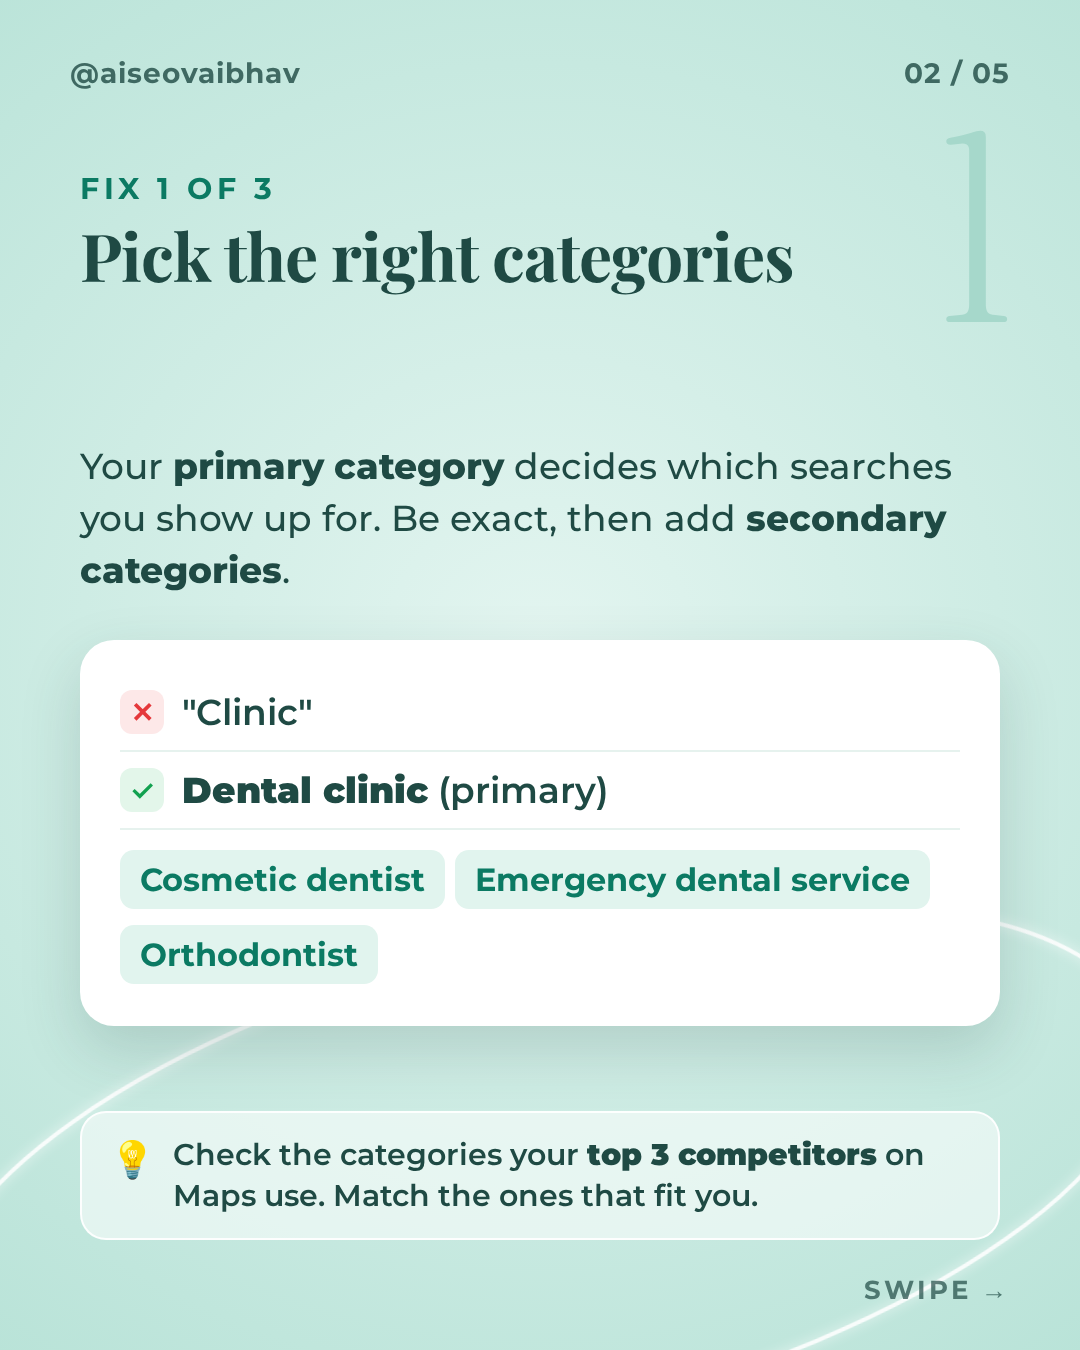 @aiseovaibhav
02 / 05
1
FIX 1 OF 3
Pick the right categories
Your primary category decides which searches
you show up for. Be exact, then add secondary
categories.
"Clinic"
Dental clinic (primary)
Cosmetic dentist
Emergency dental service
Orthodontist
Check the categories your top 3 competitors on
Maps use. Match the ones that fit you.
SWIPE →